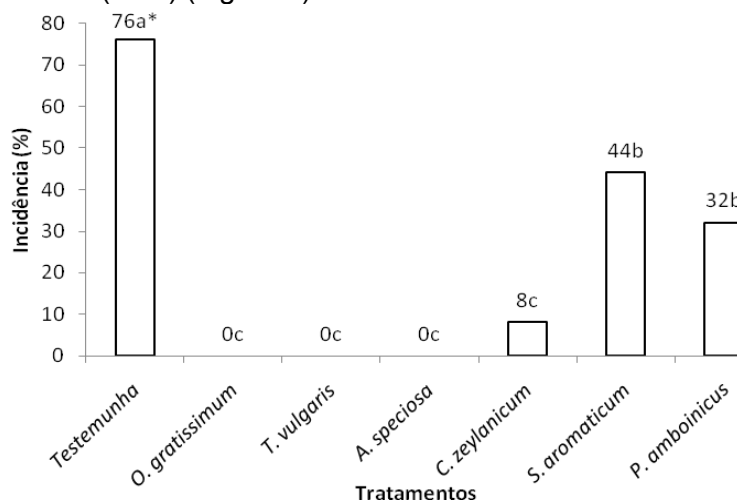 80
76a*
70
60
50
44b
40
32b
30
20
10
8c
0c
0c
0c
0
Incidência (%)
Testemunha
O. gratissimum
T. vulgaris
A. speciosa
C. zeylanicum
S. aromaticum
P. amboinicus
Tratamentos